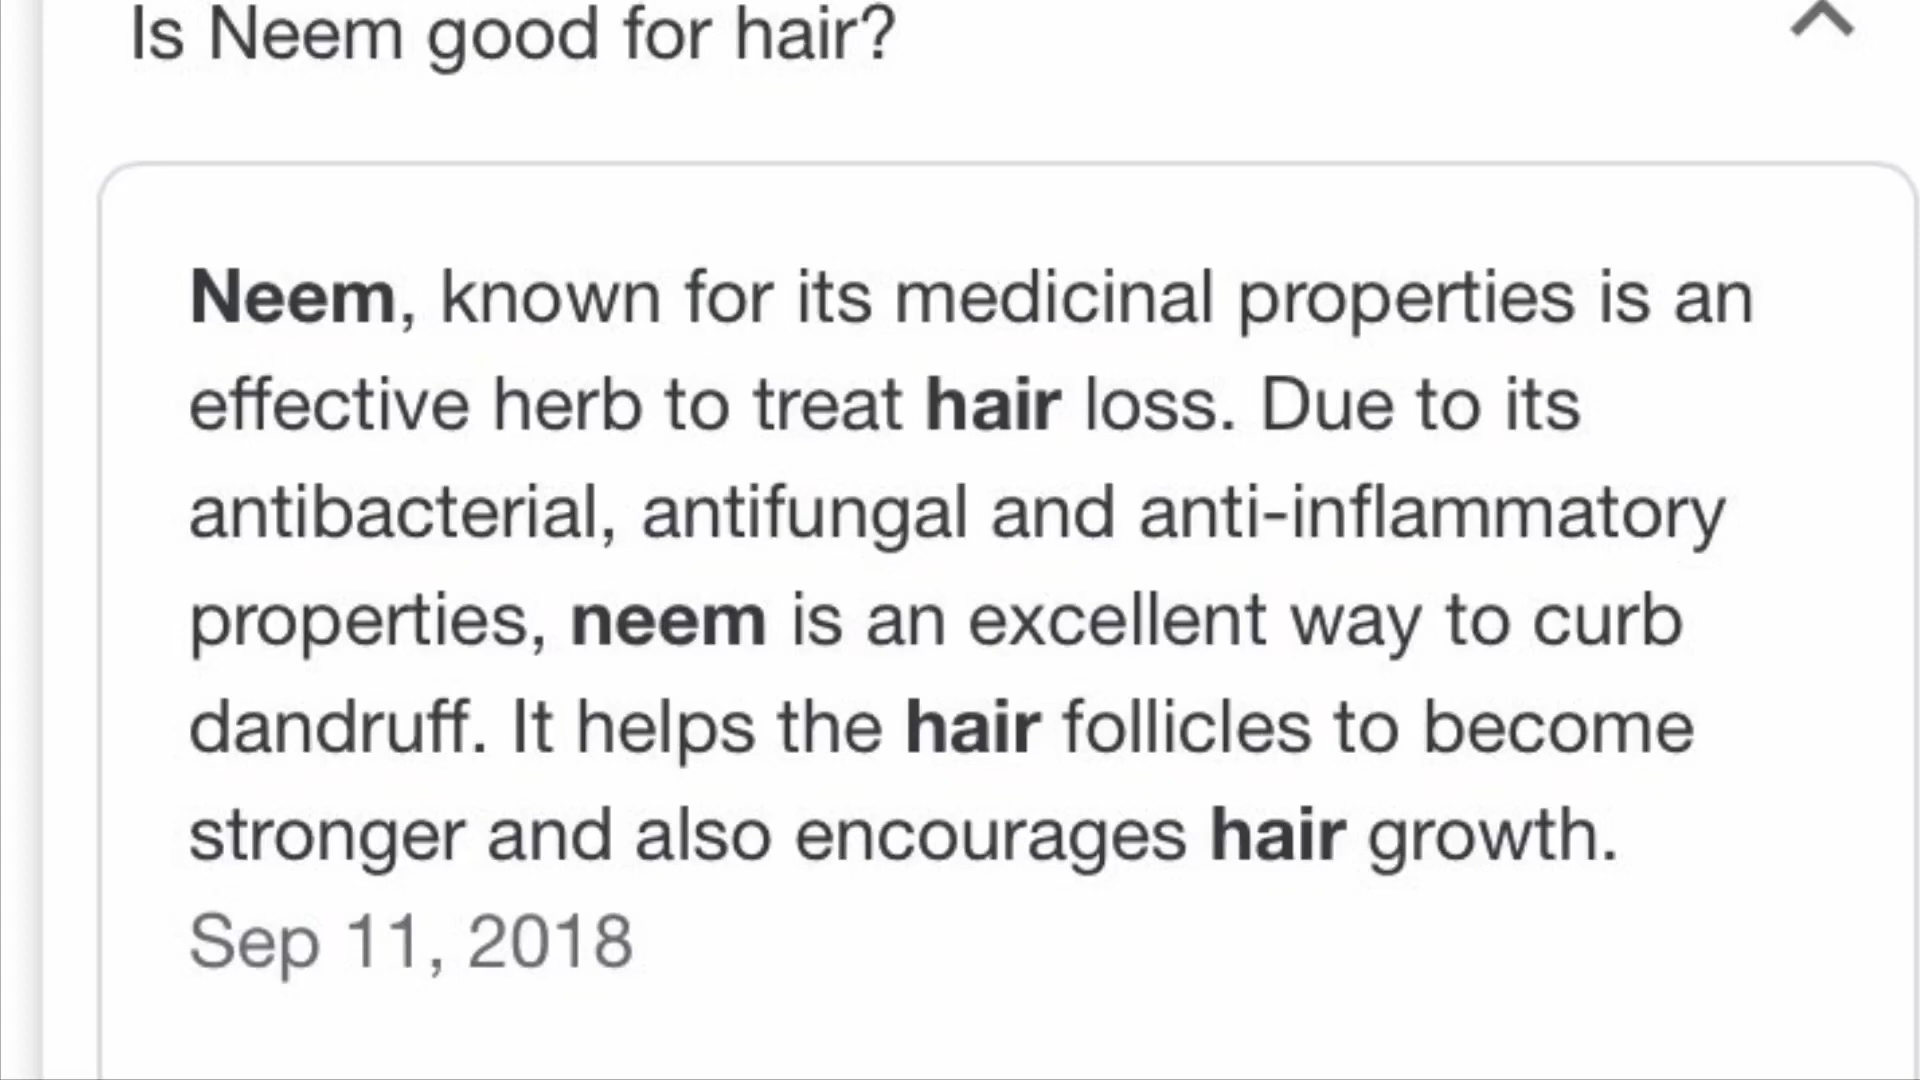 Is Neem good for hair?
Neem, known for its medicinal properties is an
effective herb to treat hair loss. Due to its
antibacterial, antifungal and anti-inflammatory
properties, neem is an excellent way to curb
dandruff. It helps the hair follicles to become
stronger and also encourages hair growth.
Sep 11, 2018